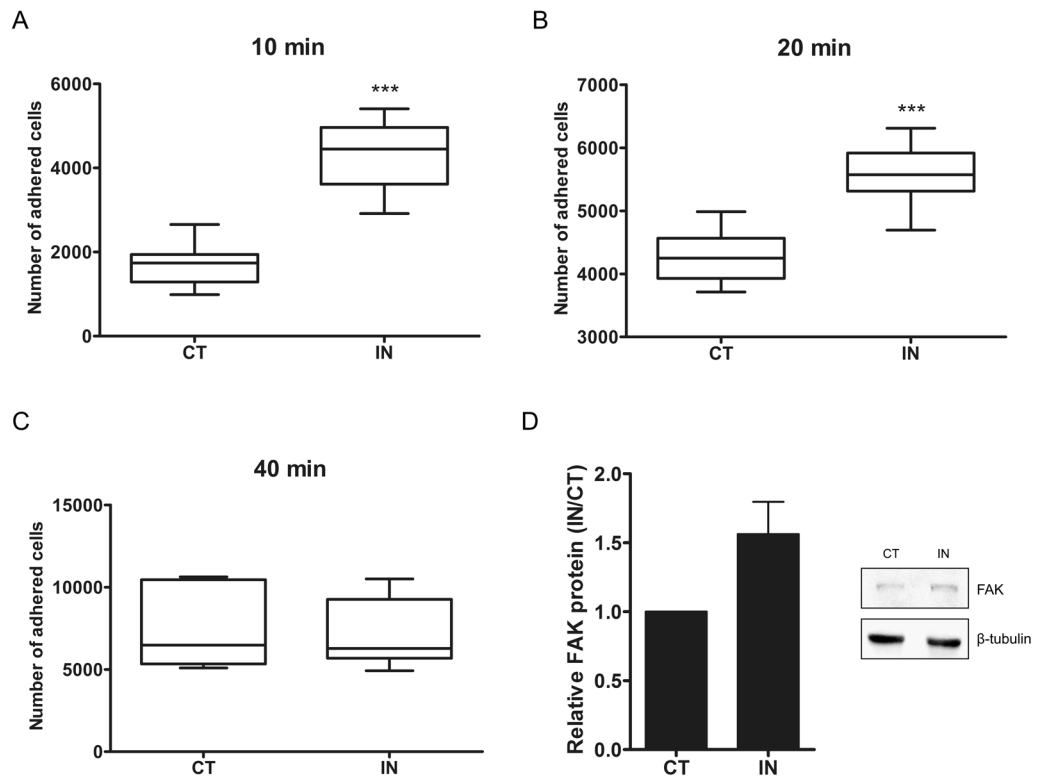 A
10 min
Number of adhered cells
6000
4000
2000
0
***
CT
IN
B
20 min
Number of adhered cells
7000
6000
5000
4000
3000
***
CT
IN
C
40 min
Number of adhered cells
15000
10000
5000
0
CT
IN
D
Relative FAK protein (IN/CT)
2.0
1.5
1.0
0.5
0.0
CT
IN
CT
IN
FAK
β-tubulin